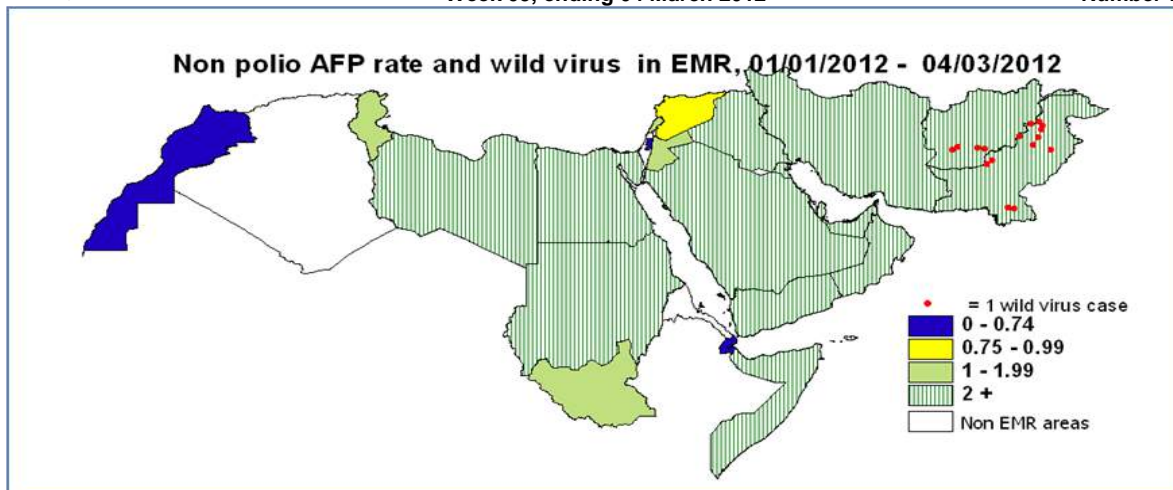 Non polio AFP rate and wild virus in EMR, 01/01/2012 - 04/03/2012
= 1 wild virus case
0 - 0.74
0.75 - 0.99
1 - 1.99
2 +
Non EMR areas